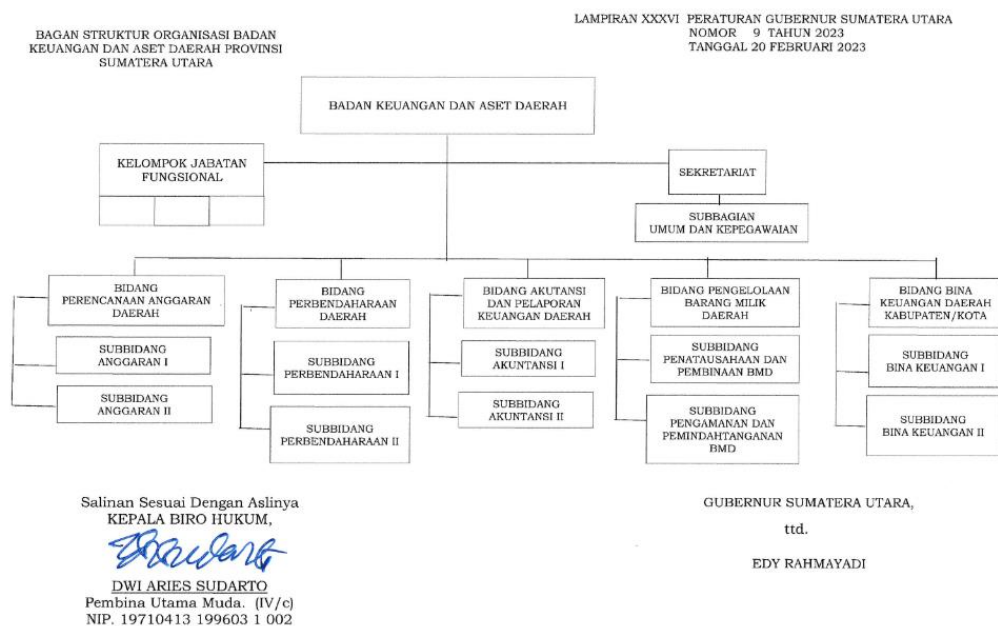 BAGAN STRUKTUR ORGANISASI BADAN
KEUANGAN DAN ASET DAERAH PROVINSI
SUMATERA UTARA
LAMPIRAN XXXVI PERATURAN GUBERNUR SUMATERA UTARA
NOMOR 9 TAHUN 2023
TANGGAL 20 FEBRUARI 2023
BADAN KEUANGAN DAN ASET DAERAH
KELOMPOK JABATAN
FUNGSIONAL
SEKRETARIAT
SUBBAGIAN
UMUM DAN KEPEGAWAIAN
BIDANG
PERENCANAAN ANGGARAN
DAERAH
SUBBIDANG
ANGGARAN I
SUBBIDANG
ANGGARAN II
BIDANG
PERBENDAHARAAN
DAERAH
SUBBIDANG
PERBENDAHARAAN I
SUBBIDANG
PERBENDAHARAAN II
BIDANG AKUTANSI
DAN PELAPORAN
KEUANGAN DAERAH
SUBBIDANG
AKUNTANSI I
SUBBIDANG
AKUNTANSI II
BIDANG PENGELOLAAN
BARANG MILIK
DAERAH
SUBBIDANG
PENATAUSAHAAN DAN
PEMBINAAN BMD
SUBBIDANG
PENGAMANAN DAN
PEMINDAHTANGANAN
BMD
BIDANG BINA
KEUANGAN DAERAH
KABUPATEN/KOTA
SUBBIDANG
BINA KEUANGAN I
SUBBIDANG
BINA KEUANGAN II
Salinan Sesuai Dengan Aslinya
KEPALA BIRO HUKUM,
DWI ARIES SUDARTO
Pembina Utama Muda. (IV/c)
NIP. 19710413 199603 1 002
GUBERNUR SUMATERA UTARA,
ttd.
EDY RAHMAYADI